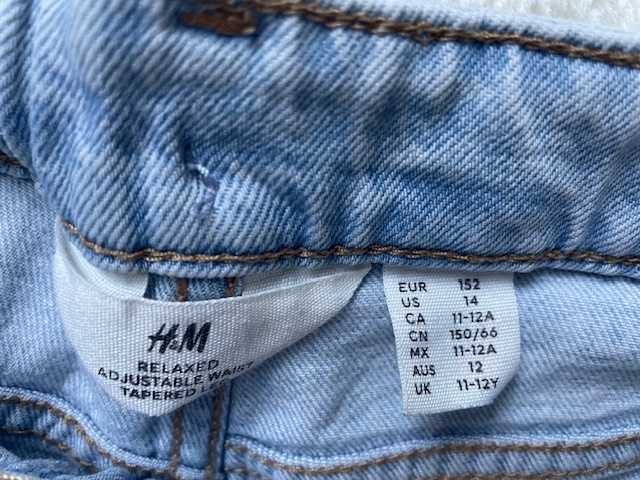 H&M
RELAXED
ADJUSTABLE WAIST
TAPERED
EUR 152
US 14
CA 11-12A
CN 150/66
MX 11-12A
AUS 12
UK 11-12Y